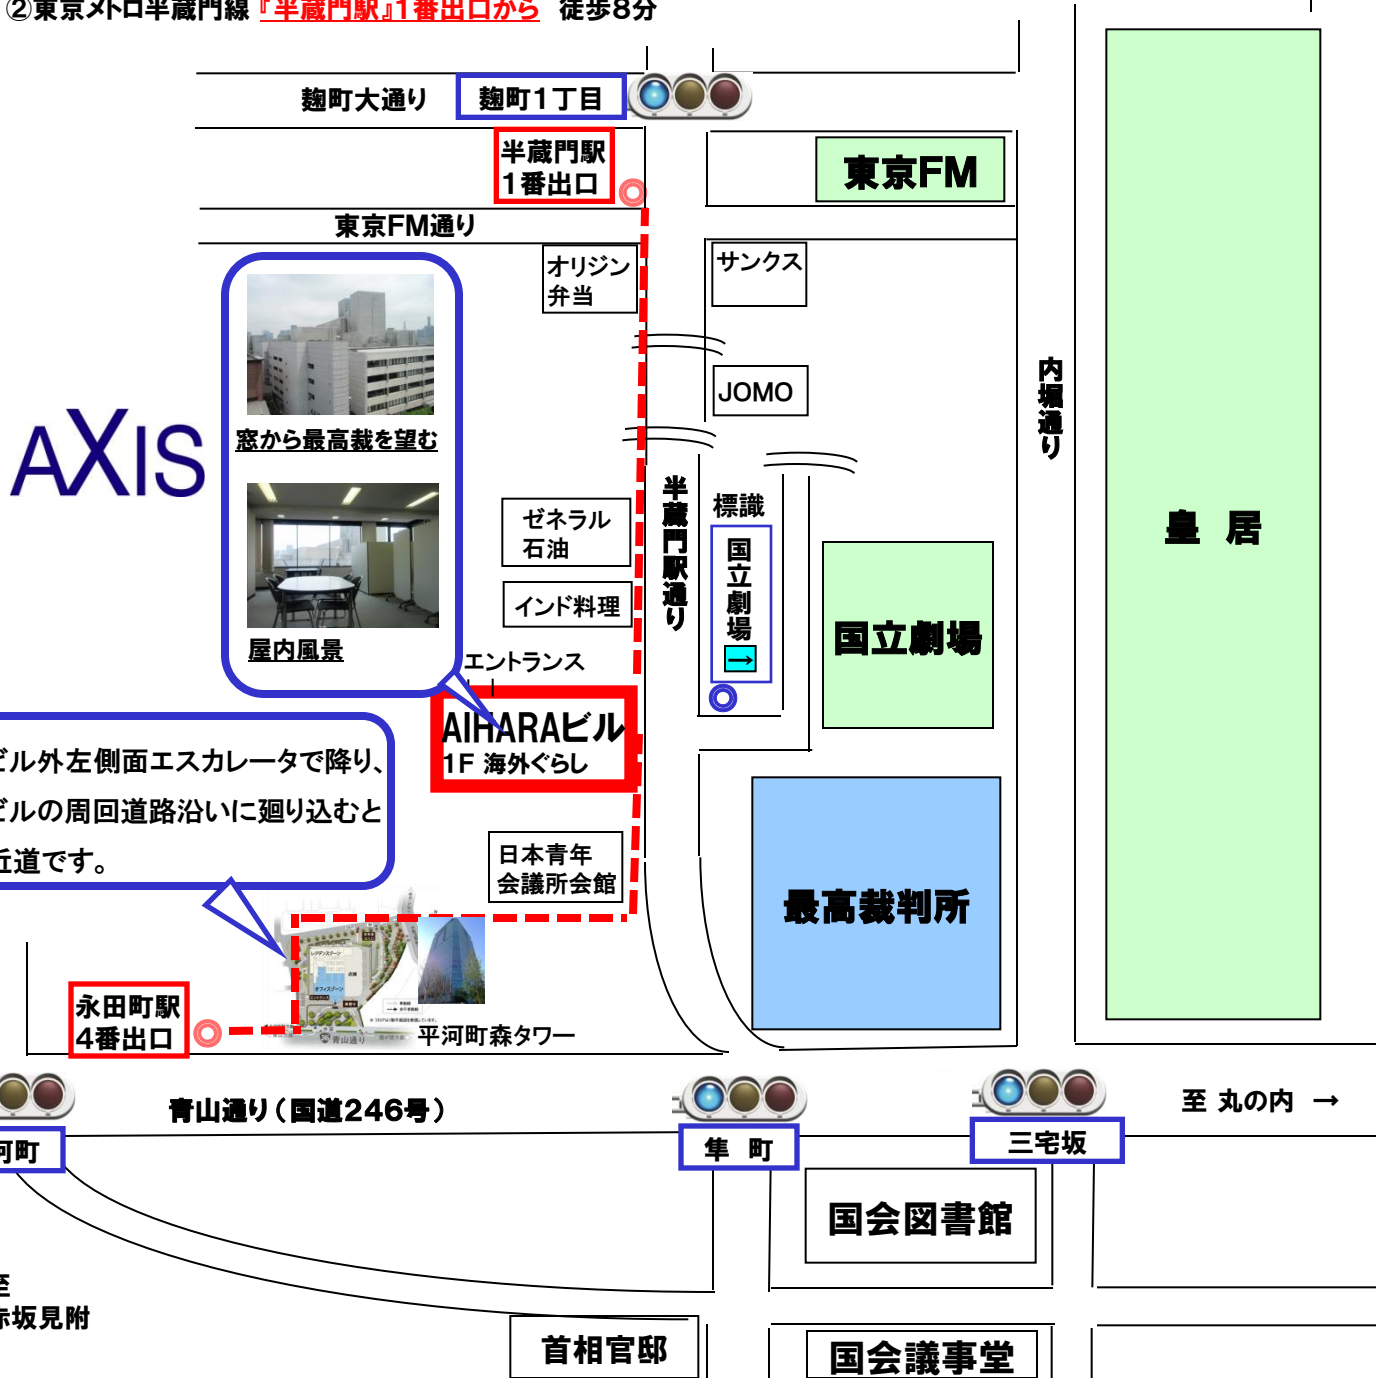 ②東京メトロ半蔵門線 『半蔵門駅』1番出口から 徒歩8分
麹町大通り
麹町1丁目
半蔵門駅
1番出口
東京FM
東京FM通り
オリジン
弁当
サンクス
JOMO
内堀通り
AXIS
窓から最高裁を望む
屋内風景
半蔵門駅通り
標識
国立劇場
→
ゼネラル
石油
インド料理
国立劇場
皇 居
エントランス
AIHARAビル
1F 海外ぐらし
ビル外左側面エスカレータで降り、
ビルの周回道路沿いに廻り込むと
近道です。
日本青年
会議所会館
最高裁判所
永田町駅
4番出口
オフィスゾーン
青山通り
平河町森タワー
青山通り(国道246号)
至 丸の内 →
河町
隼 町
三宅坂
国会図書館
至
赤坂見附
首相官邸
国会議事堂